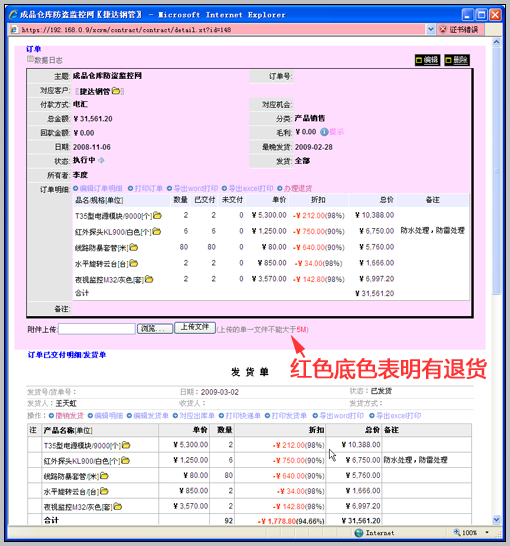 成品仓库防盗监控网〖捷达钢管〗 - Microsoft Internet Explorer
https://192.168.0.9/xcrm/contract/contract/detail.xt?id=148 证书错误
订单
数据日志 编辑 删除
主题: 成品仓库防盗监控网 订单号:
对应客户: 〖捷达钢管〗
付款方式: 电汇 对应机会:
总金额: ¥ 31,561.20 分类: 产品销售
回款金额: ¥ 0.00 毛利: ¥ 0.00 提示
日期: 2008-11-06 最晚发货: 2009-02-28
状态: 执行中 发货: 全部
所有者: 李度
订单明细: 编辑订单明细 打印订单 导出word打印 导出excel打印 办理退货
品名/规格[单位] 数量 已交付 未交付 单价 折扣 总价 备注
T35型电源模块/9000[个] 2 2 0 ¥ 5,300.00 -¥ 212.00(98%) ¥ 10,388.00
红外探头KL900/白色[个] 6 6 0 ¥ 1,250.00 -¥ 750.00(90%) ¥ 6,750.00 防水处理，防雷处理
线路防暴套管[米] 80 80 0 ¥ 80.00 -¥ 640.00(90%) ¥ 5,760.00
水平旋转云台[台] 2 2 0 ¥ 850.00 -¥ 34.00(98%) ¥ 1,666.00
夜视监控M32/灰色[套] 2 2 0 ¥ 3,570.00 -¥ 142.80(98%) ¥ 6,997.20
合计 ¥ 31,561.20
备注:
附件上传: 浏览... 上传文件 (上传的单一文件不能大于5M)
红色底色表明有退货
订单已交付明细/发货单
发 货 单
发货号/货单号: 日期: 2009-03-02 状态: 已发货
发货人: 王天虹 收货人: 发货方式:
操作: 撤销发货 编辑明细 编辑发货单 对应出库单 打印快递单 打印发货单 导出word打印 导出excel打印
注 产品名称[单位] 单价 数量 折扣 总价 备注
T35型电源模块/9000[个] ¥ 5,300.00 2 -¥ 212.00(98%) ¥ 10,388.00
红外探头KL900/白色[个] ¥ 1,250.00 6 -¥ 750.00(90%) ¥ 6,750.00 防水处理，防雷处理
线路防暴套管/[米] ¥ 80.00 80 -¥ 640.00(90%) ¥ 5,760.00
水平旋转云台/[台] ¥ 850.00 2 -¥ 34.00(98%) ¥ 1,666.00
夜视监控M32/灰色[套] ¥ 3,570.00 2 -¥ 142.80(98%) ¥ 6,997.20
合计 92 -¥ 1,778.80(94.66%) ¥ 31,561.20
Internet 100%